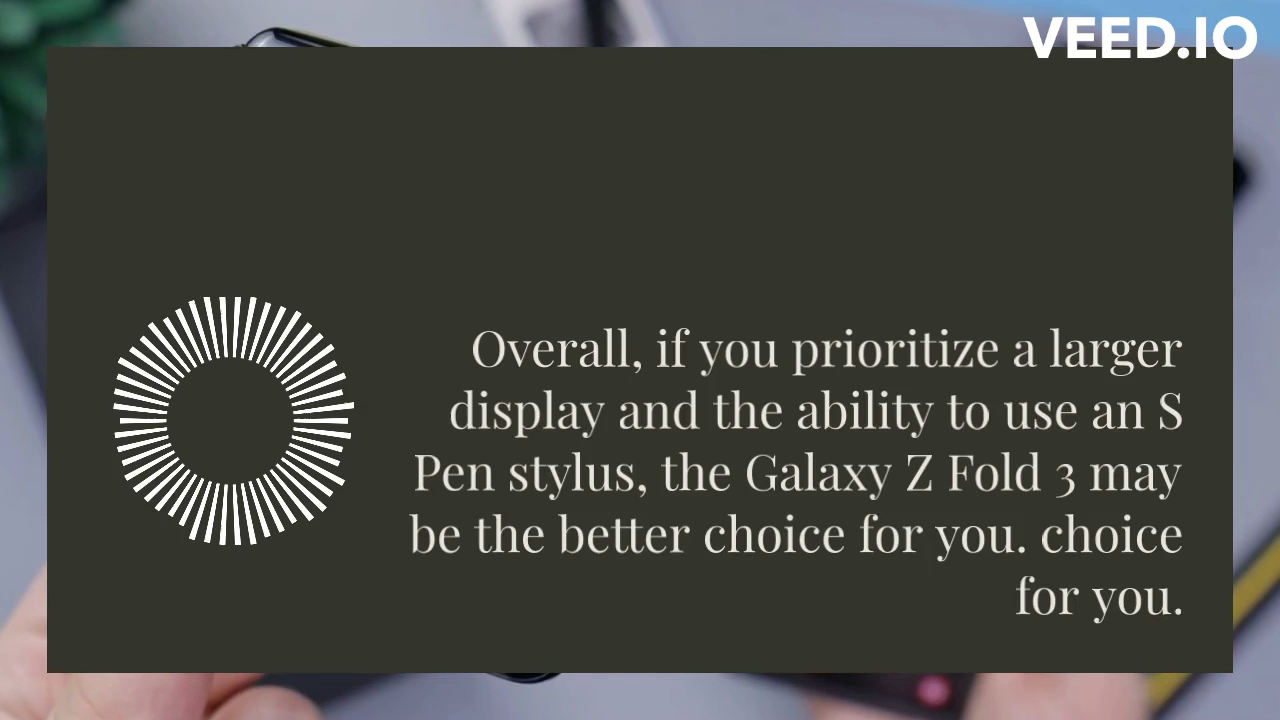 VEED.IO
Overall, if you prioritize a larger
display and the ability to use an S
Pen stylus, the Galaxy Z Fold 3 may
be the better choice for you. choice
for you.